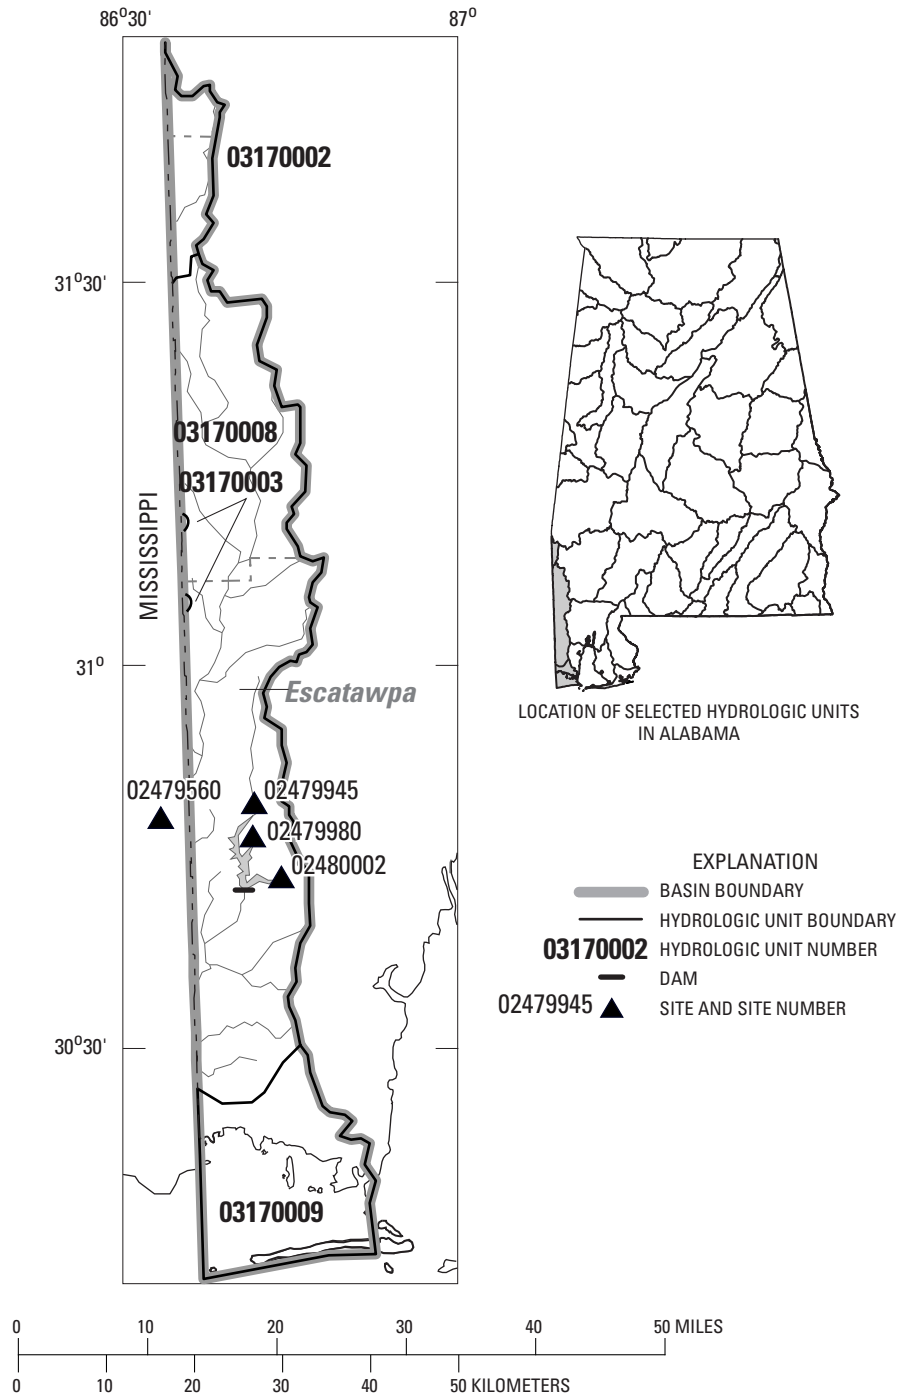 86°30'
87°
03170002
31°30'
03170008
03170003
MISSISSIPPI
31°
Escatawpa
02479560
02479945
02479980
02480002
30°30'
03170009
LOCATION OF SELECTED HYDROLOGIC UNITS
IN ALABAMA
EXPLANATION
BASIN BOUNDARY
HYDROLOGIC UNIT BOUNDARY
03170002 HYDROLOGIC UNIT NUMBER
DAM
02479945 SITE AND SITE NUMBER
0 10 20 30 40 50 MILES
0 10 20 30 40 50 KILOMETERS